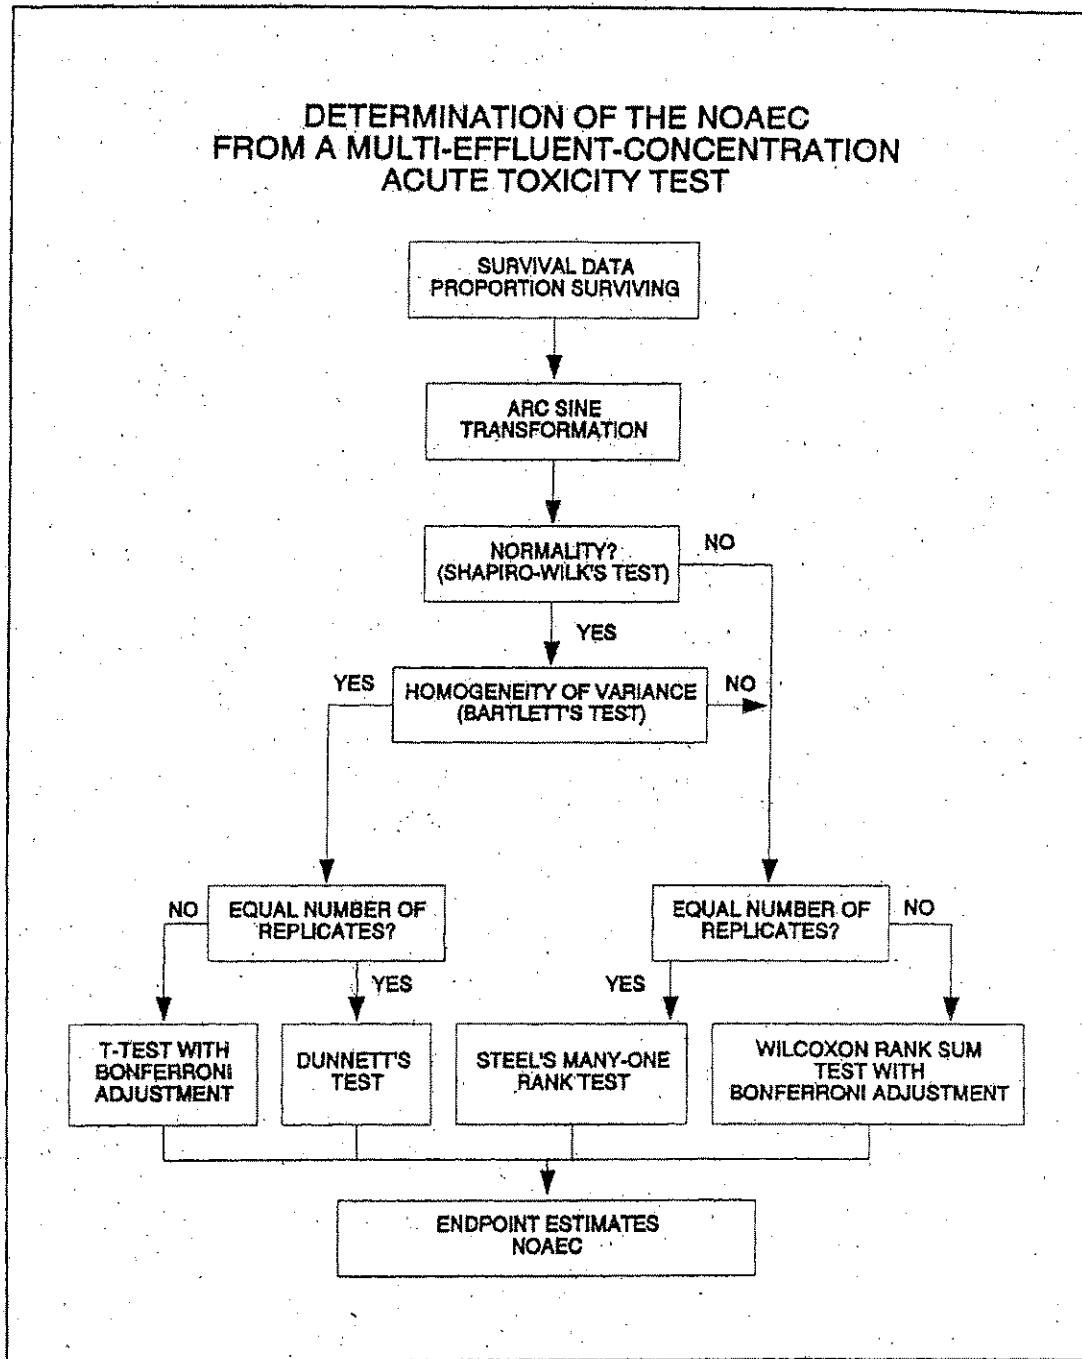 DETERMINATION OF THE NOAEC
FROM A MULTI-EFFLUENT-CONCENTRATION
ACUTE TOXICITY TEST
SURVIVAL DATA
PROPORTION SURVIVING
ARC SINE
TRANSFORMATION
NORMALITY?
(SHAPIRO-WILK'S TEST)
NO
YES
YES
HOMOGENEITY OF VARIANCE
(BARTLETT'S TEST)
NO
NO
EQUAL NUMBER OF
REPLICATES?
YES
EQUAL NUMBER OF
REPLICATES?
NO
YES
T-TEST WITH
BONFERRONI
ADJUSTMENT
DUNNETT'S
TEST
STEEL'S MANY-ONE
RANK TEST
WILCOXON RANK SUM
TEST WITH
BONFERRONI ADJUSTMENT
ENDPOINT ESTIMATES
NOAEC